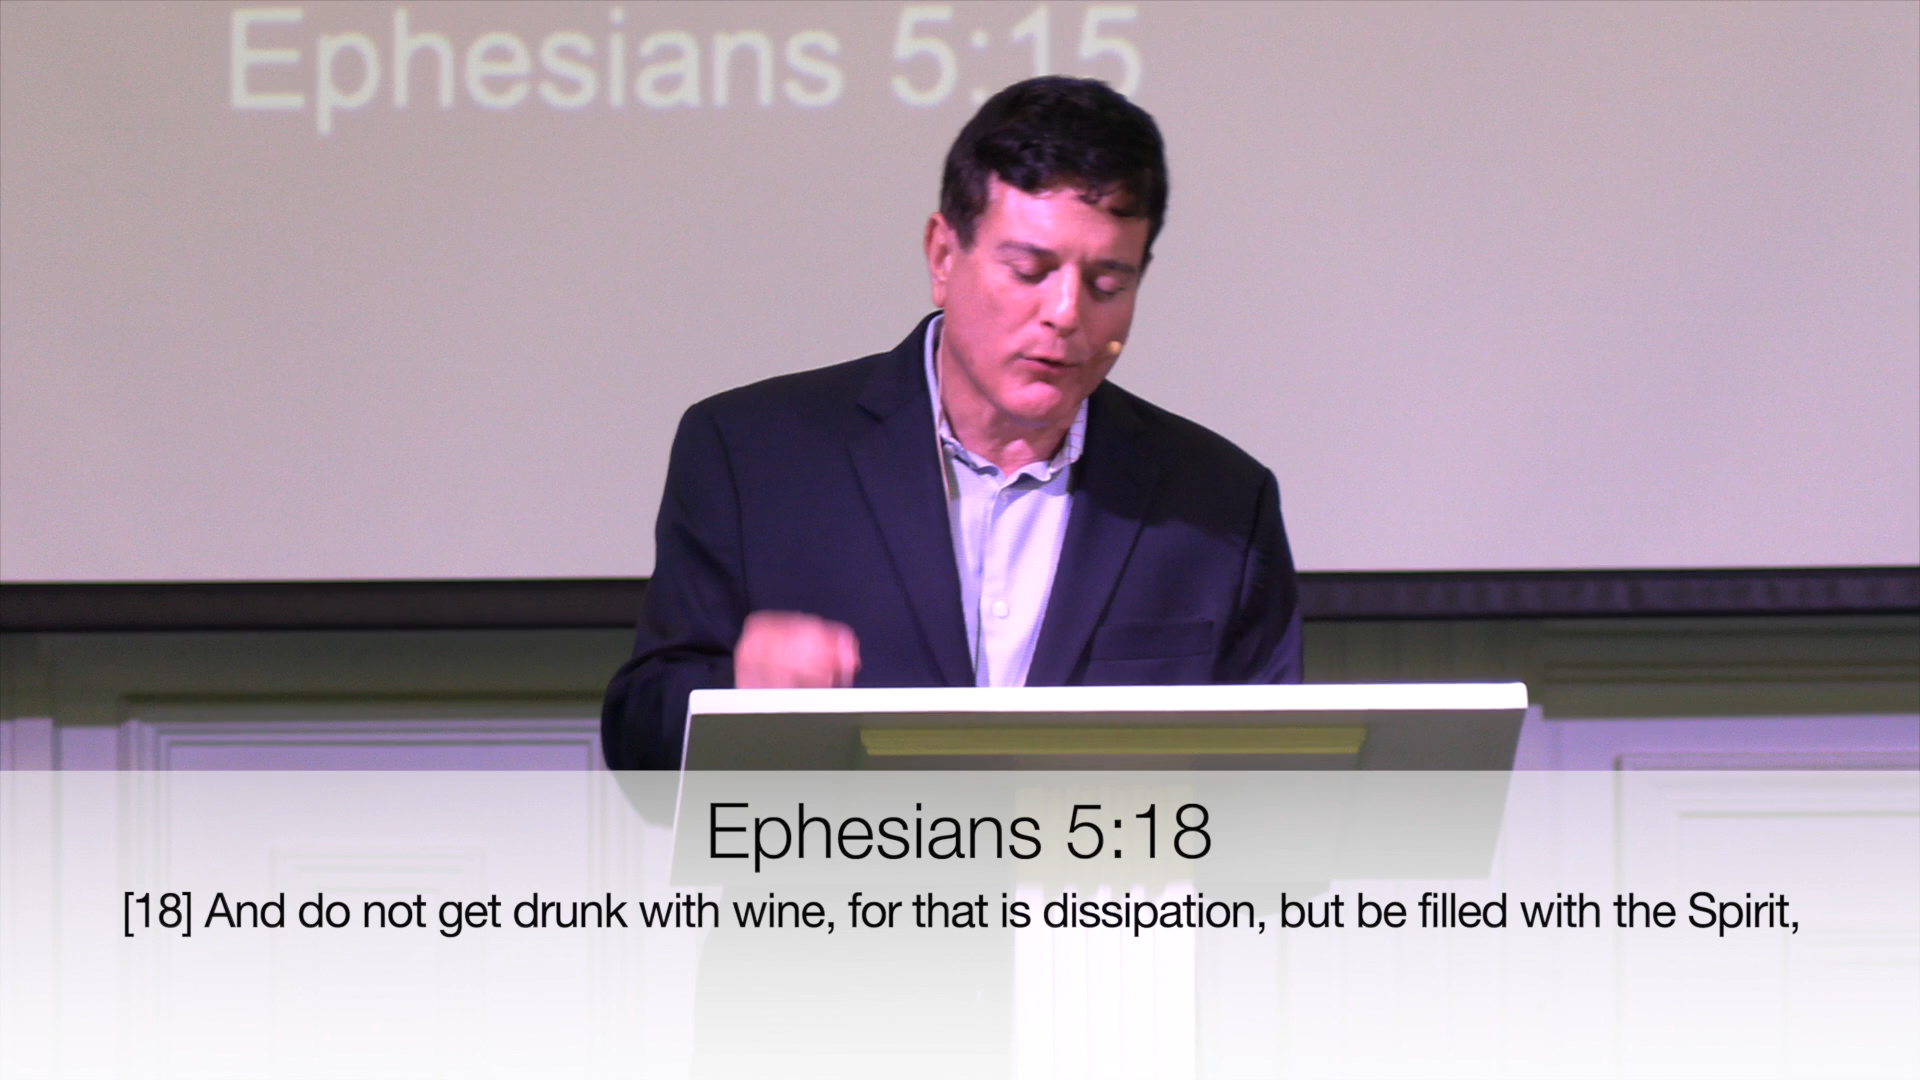 Ephesians 5:15
Ephesians 5:18
[18] And do not get drunk with wine, for that is dissipation, but be filled with the Spirit,